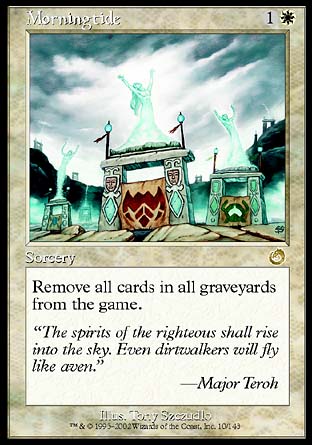 Morningtide 1
Sorcery
Remove all cards in all graveyards
from the game.
“The spirits of the righteous shall rise
into the sky. Even dirtwalkers will fly
like aven.”
—Major Teroh
Illus. Tony Szczudlo
™ & © 1993-2002 Wizards of the Coast, Inc. 10/143